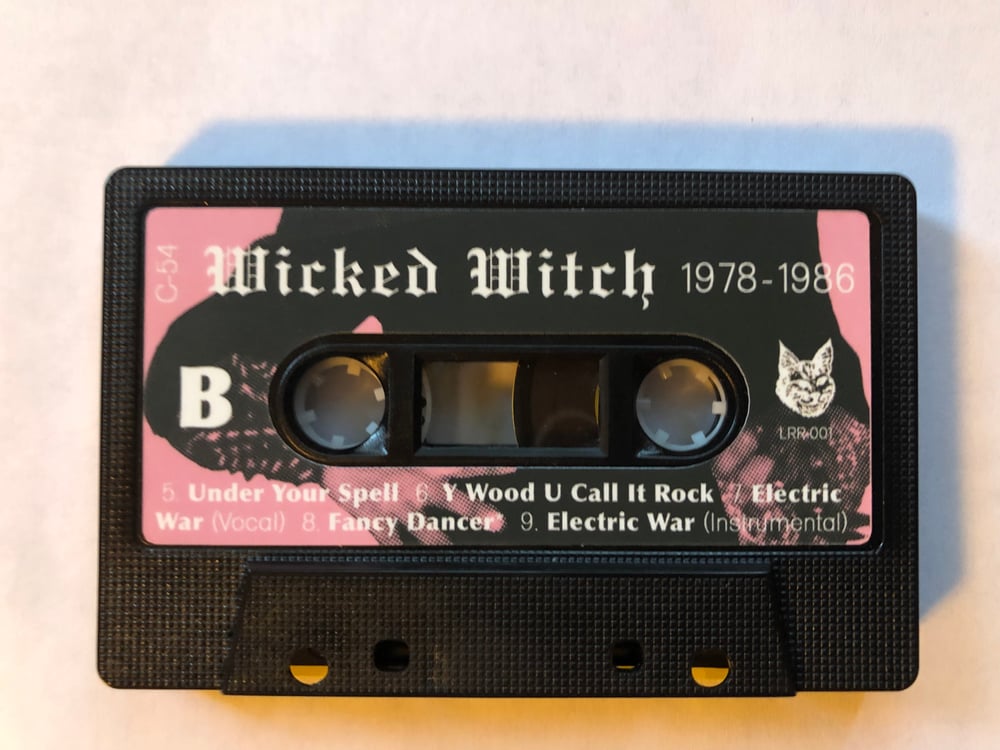 C-54
Wicked Witch 1978-1986
B
LRR-001
5. Under Your Spell 6. Y Wood U Call It Rock 7. Electric
War (Vocal) 8. Fancy Dancer 9. Electric War (Instrumental)